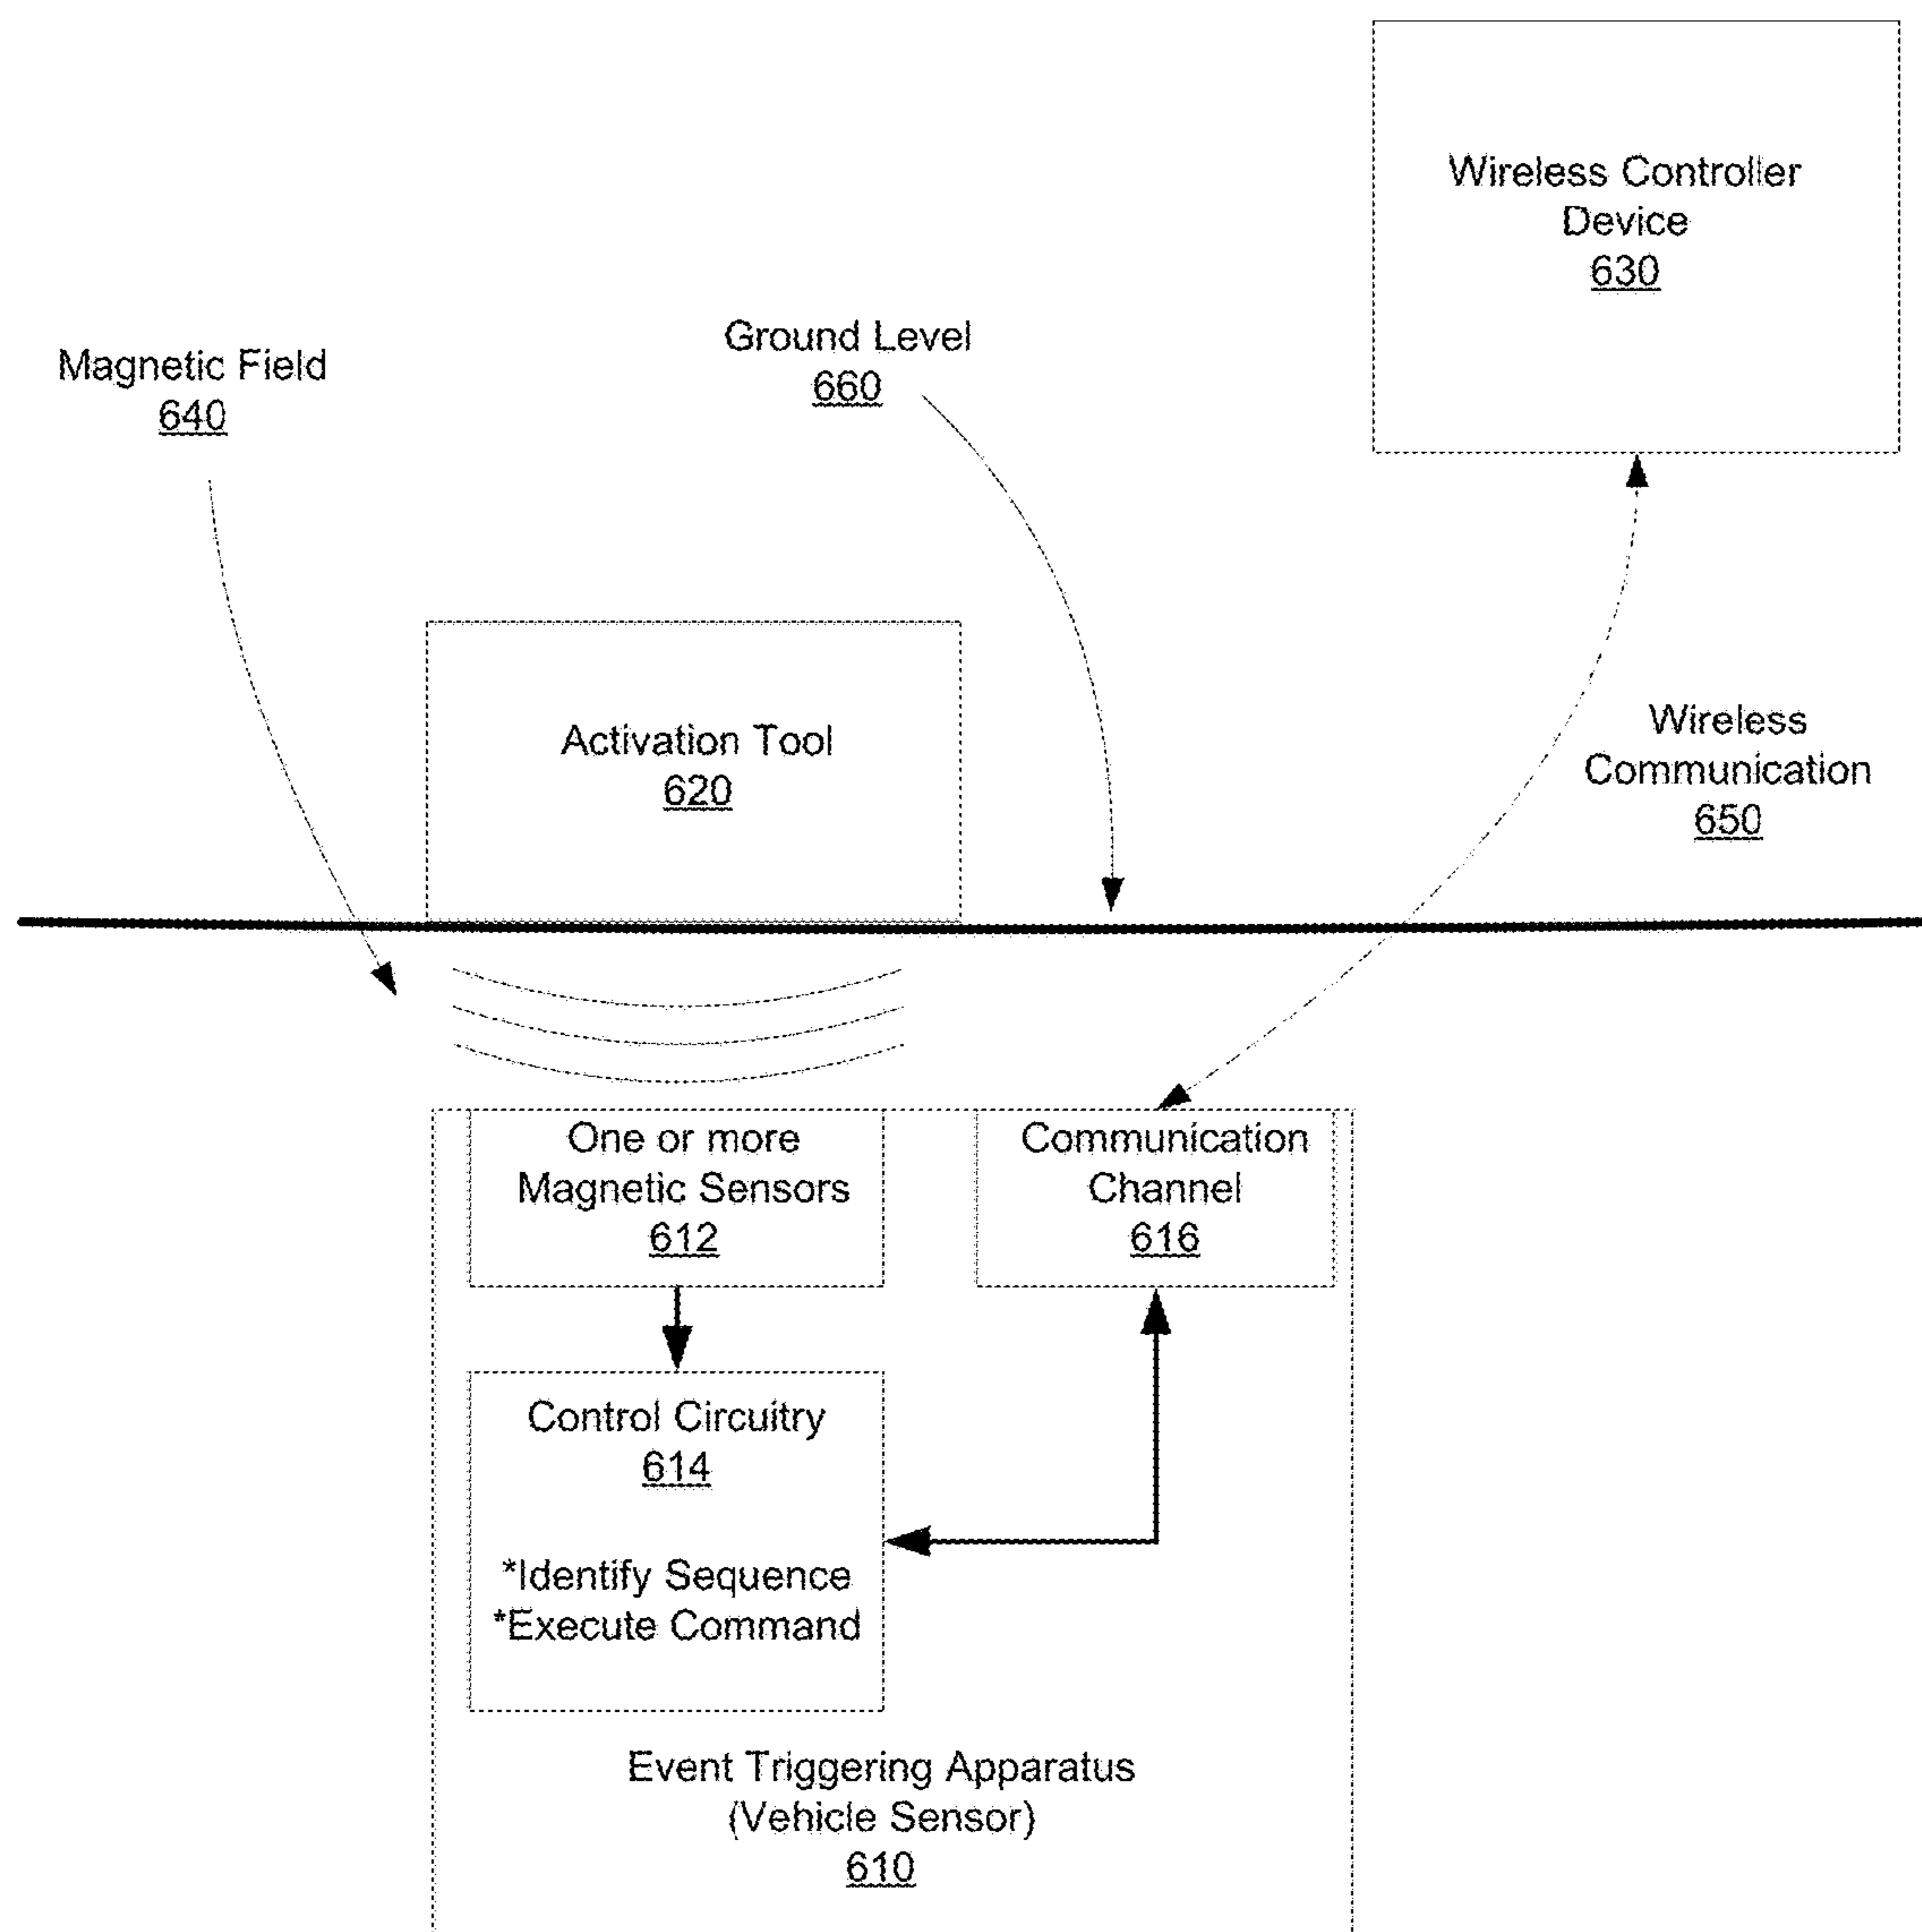 Wireless Controller
Device
630
Ground Level
660
Magnetic Field
640
Activation Tool
620
Wireless
Communication
650
One or more
Magnetic Sensors
612
Communication
Channel
616
Control Circuitry
614
*Identify Sequence
*Execute Command
Event Triggering Apparatus
(Vehicle Sensor)
610